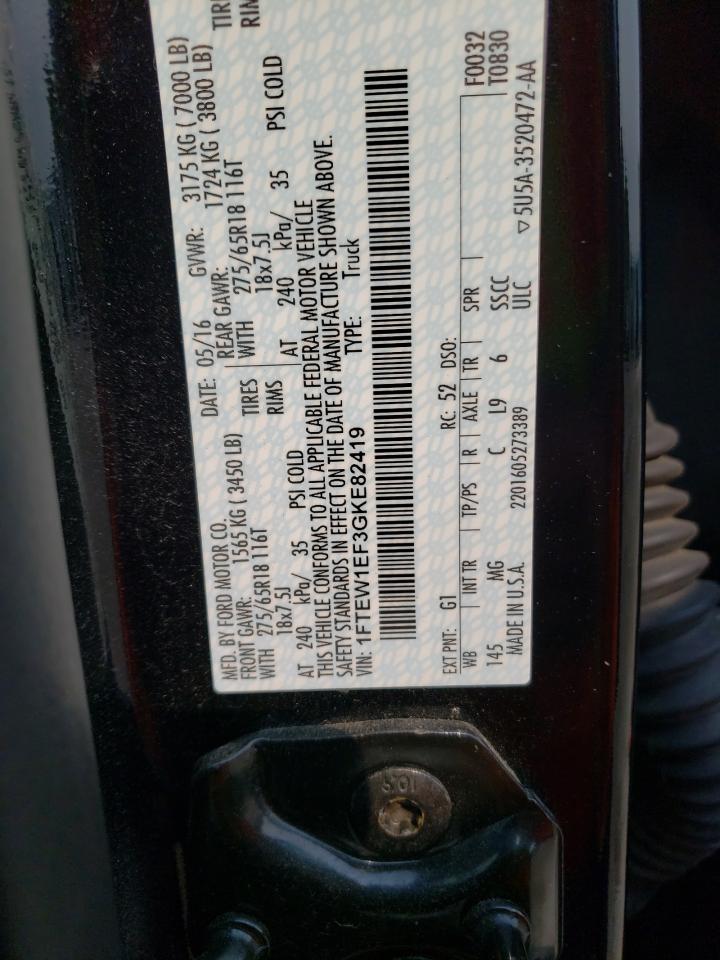 MFD. BY FORD MOTOR CO. DATE: 05/16 GVWR: 3175 KG ( 7000 LB)
FRONT GAWR: 1565 KG ( 3450 LB) REAR GAWR: 1724 KG ( 3800 LB)
WITH 275/65R18 116T TIRES WITH 275/65R18 116T TIRE
18x7.5J RIMS 18x7.5J RIM
AT 240 kPa/ 35 PSI COLD AT 240 kPa/ 35 PSI COLD
THIS VEHICLE CONFORMS TO ALL APPLICABLE FEDERAL MOTOR VEHICLE
SAFETY STANDARDS IN EFFECT ON THE DATE OF MANUFACTURE SHOWN ABOVE.
VIN: 1FTEW1EF3GKE82419 TYPE: Truck
F0032
EXT PNT: G1 RC: 52 DSO: T0830
WB INT TR TP/PS R AXLE TR SPR
145 MG C L9 6 SSCC
MADE IN U.S.A. 2201605273389 ULC ▽5U5A-3520472-AA
10.9